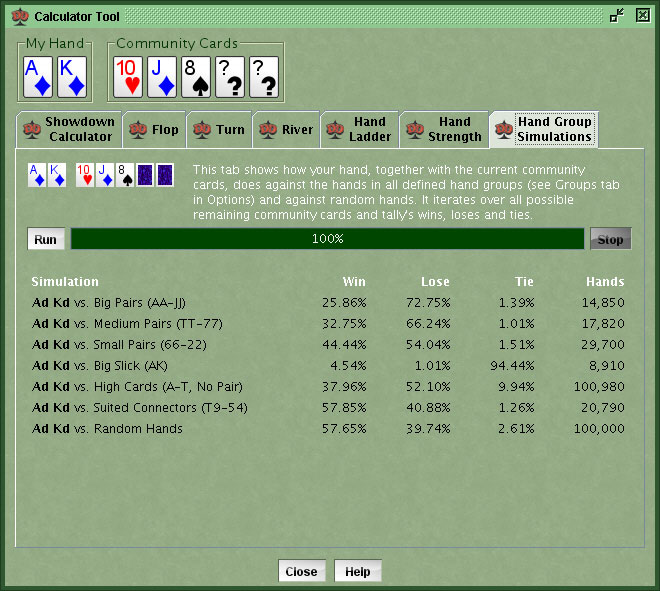 Calculator Tool
My Hand
Community Cards
A K 10 J 8 ? ?
Showdown Calculator
Flop
Turn
River
Hand Ladder
Hand Strength
Hand Group Simulations
A K 10 J 8
This tab shows how your hand, together with the current community
cards, does against the hands in all defined hand groups (see Groups tab
in Options) and against random hands. It iterates over all possible
remaining community cards and tally's wins, loses and ties.
Run 100% Stop
Simulation Win Lose Tie Hands
Ad Kd vs. Big Pairs (AA-JJ) 25.86% 72.75% 1.39% 14,850
Ad Kd vs. Medium Pairs (TT-77) 32.75% 66.24% 1.01% 17,820
Ad Kd vs. Small Pairs (66-22) 44.44% 54.04% 1.51% 29,700
Ad Kd vs. Big Slick (AK) 4.54% 1.01% 94.44% 8,910
Ad Kd vs. High Cards (A-T, No Pair) 37.96% 52.10% 9.94% 100,980
Ad Kd vs. Suited Connectors (T9-54) 57.85% 40.88% 1.26% 20,790
Ad Kd vs. Random Hands 57.65% 39.74% 2.61% 100,000
Close Help